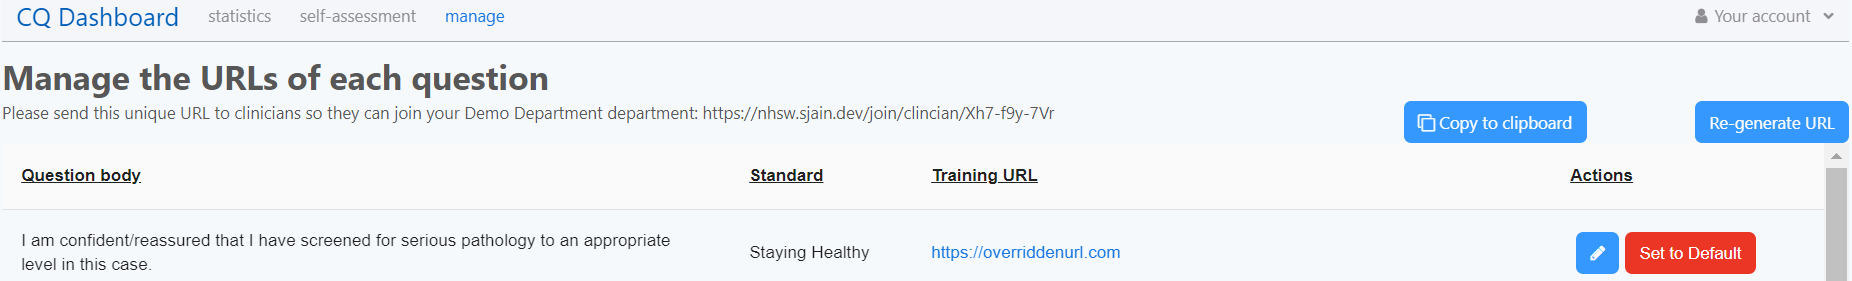 CQ Dashboard statistics self-assessment manage Your account
Manage the URLs of each question
Please send this unique URL to clinicians so they can join your Demo Department department: https://nhsw.sjain.dev/join/clincian/Xh7-f9y-7Vr
Copy to clipboard Re-generate URL
Question body Standard Training URL Actions
I am confident/reassured that I have screened for serious pathology to an appropriate
level in this case.
Staying Healthy https://overriddenurl.com Set to Default